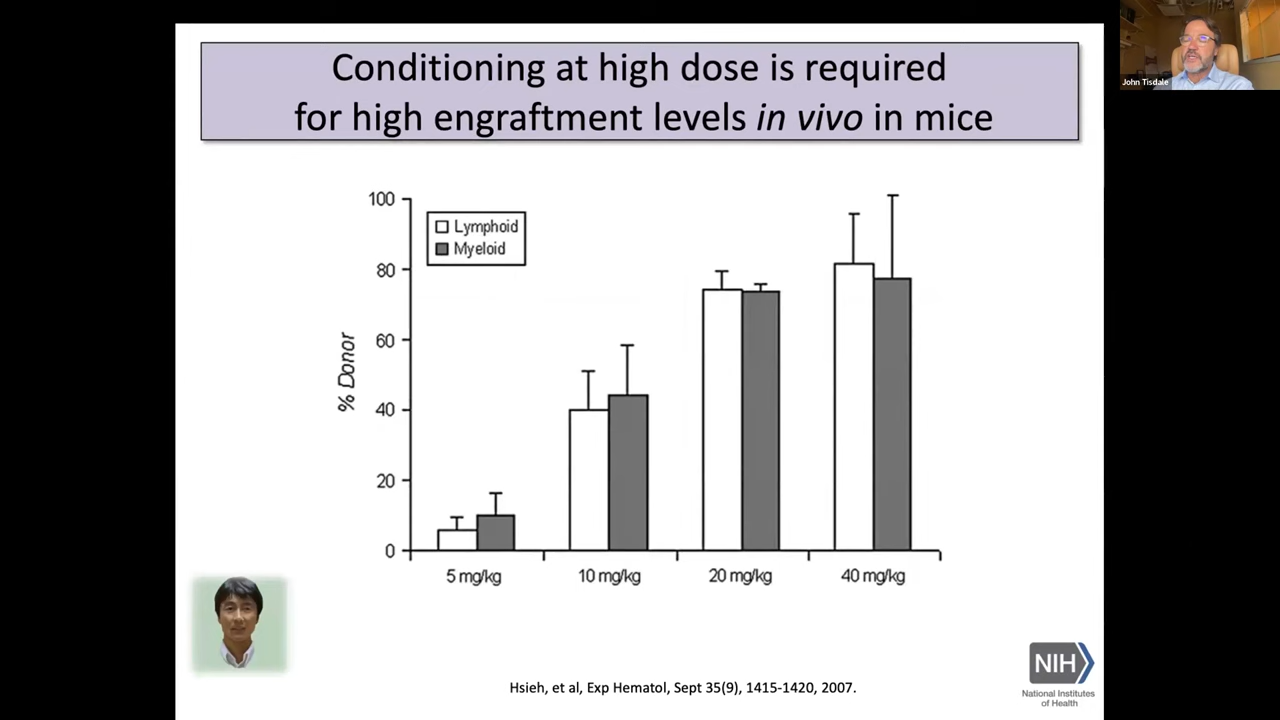 Conditioning at high dose is required
for high engraftment levels in vivo in mice
John Tisdale
100
80
60
40
20
0
% Donor
Lymphoid
Myeloid
5 mg/kg
10 mg/kg
20 mg/kg
40 mg/kg
Hsieh, et al, Exp Hematol, Sept 35(9), 1415-1420, 2007.
NIH
National Institutes
of Health